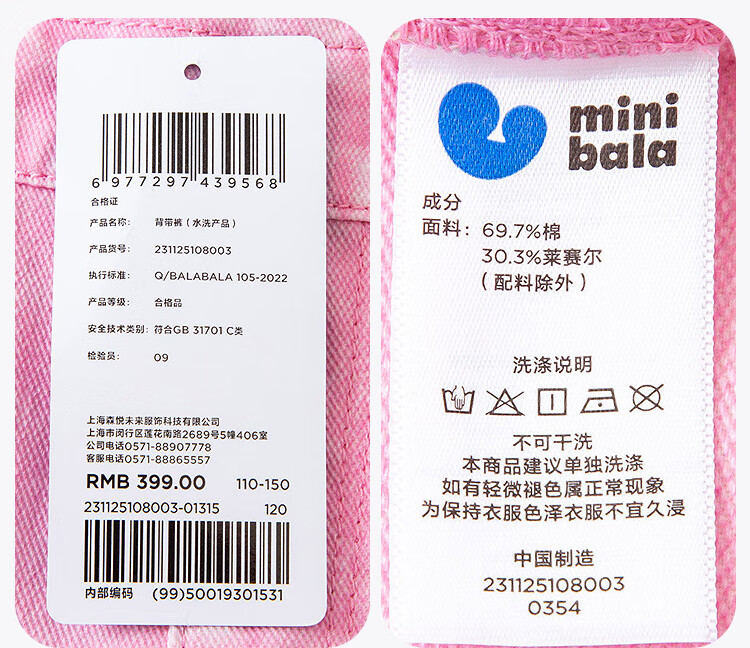 6 977297 439568
合格证
产品名称： 背带裤（水洗产品）
产品货号： 231125108003
执行标准： Q/BALABALA 105-2022
产品等级： 合格品
安全技术类别： 符合GB 31701 C类
检验员： 09
上海森悦未来服饰科技有限公司
上海市闵行区莲花南路2689号5幢406室
公司电话0571-88907778
客服电话0571-88865557
RMB 399.00 110-150
231125108003-01315 120
内部编码 (99)50019301531
mini
bala
成分
面料：69.7%棉
30.3%莱赛尔
（配料除外）
洗涤说明
不可干洗
本商品建议单独洗涤
如有轻微褪色属正常现象
为保持衣服色泽衣服不宜久浸
中国制造
231125108003
0354